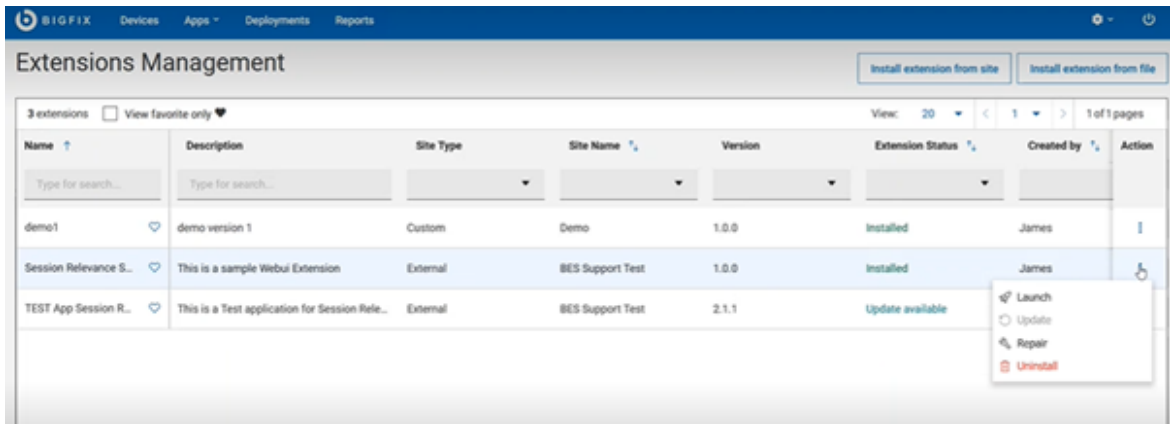 BIGFIX Devices Apps Deployments Reports
Extensions Management
Install extension from site Install extension from file
3 extensions View favorite only View: 20 1 1 of 1 pages
Name Description Site Type Site Name Version Extension Status Created by Action
Type for search... Type for search...
demo1 demo version 1 Custom Demo 1.0.0 Installed James
Session Relevance S... This is a sample Webui Extension External BES Support Test 1.0.0 Installed James
Launch
TEST App Session R... This is a Test application for Session Rele... External BES Support Test 2.1.1 Update available
Update
Repair
Uninstall